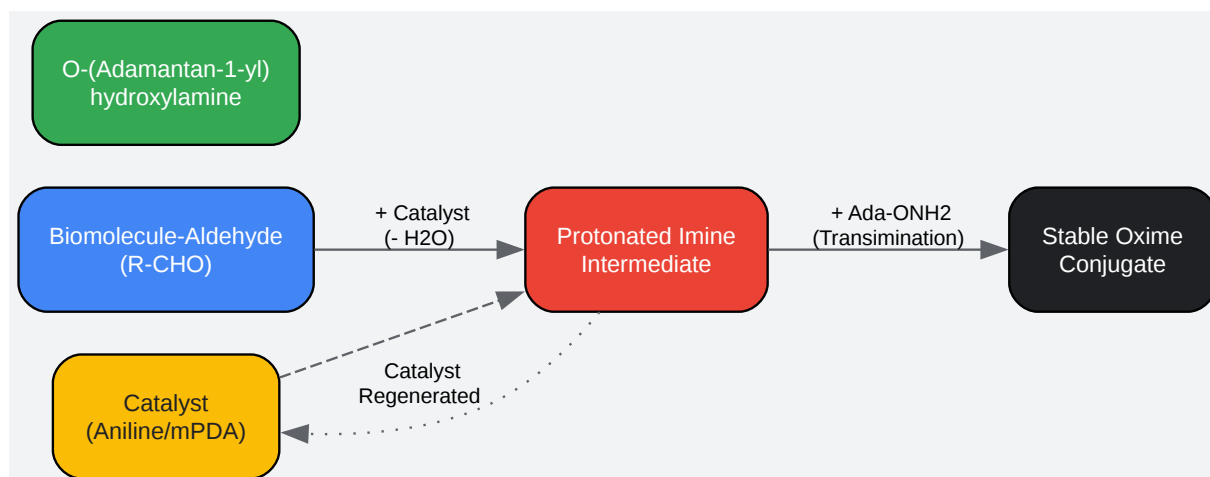 O-(Adamantan-1-yl)
hydroxylamine
Biomolecule-Aldehyde
(R-CHO)
+ Catalyst
(- H2O)
Protonated Imine
Intermediate
+ Ada-ONH2
(Transimination)
Stable Oxime
Conjugate
Catalyst
Regenerated
Catalyst
(Aniline/mPDA)